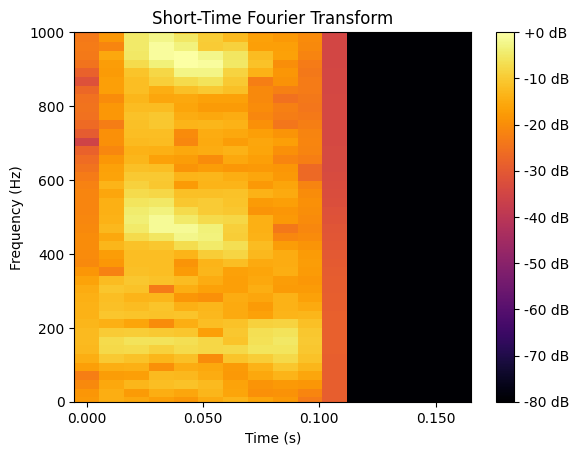 Short-Time Fourier Transform
1000
800
600
400
200
0
Frequency (Hz)
0.000
0.050
0.100
0.150
Time (s)
+0 dB
-10 dB
-20 dB
-30 dB
-40 dB
-50 dB
-60 dB
-70 dB
-80 dB